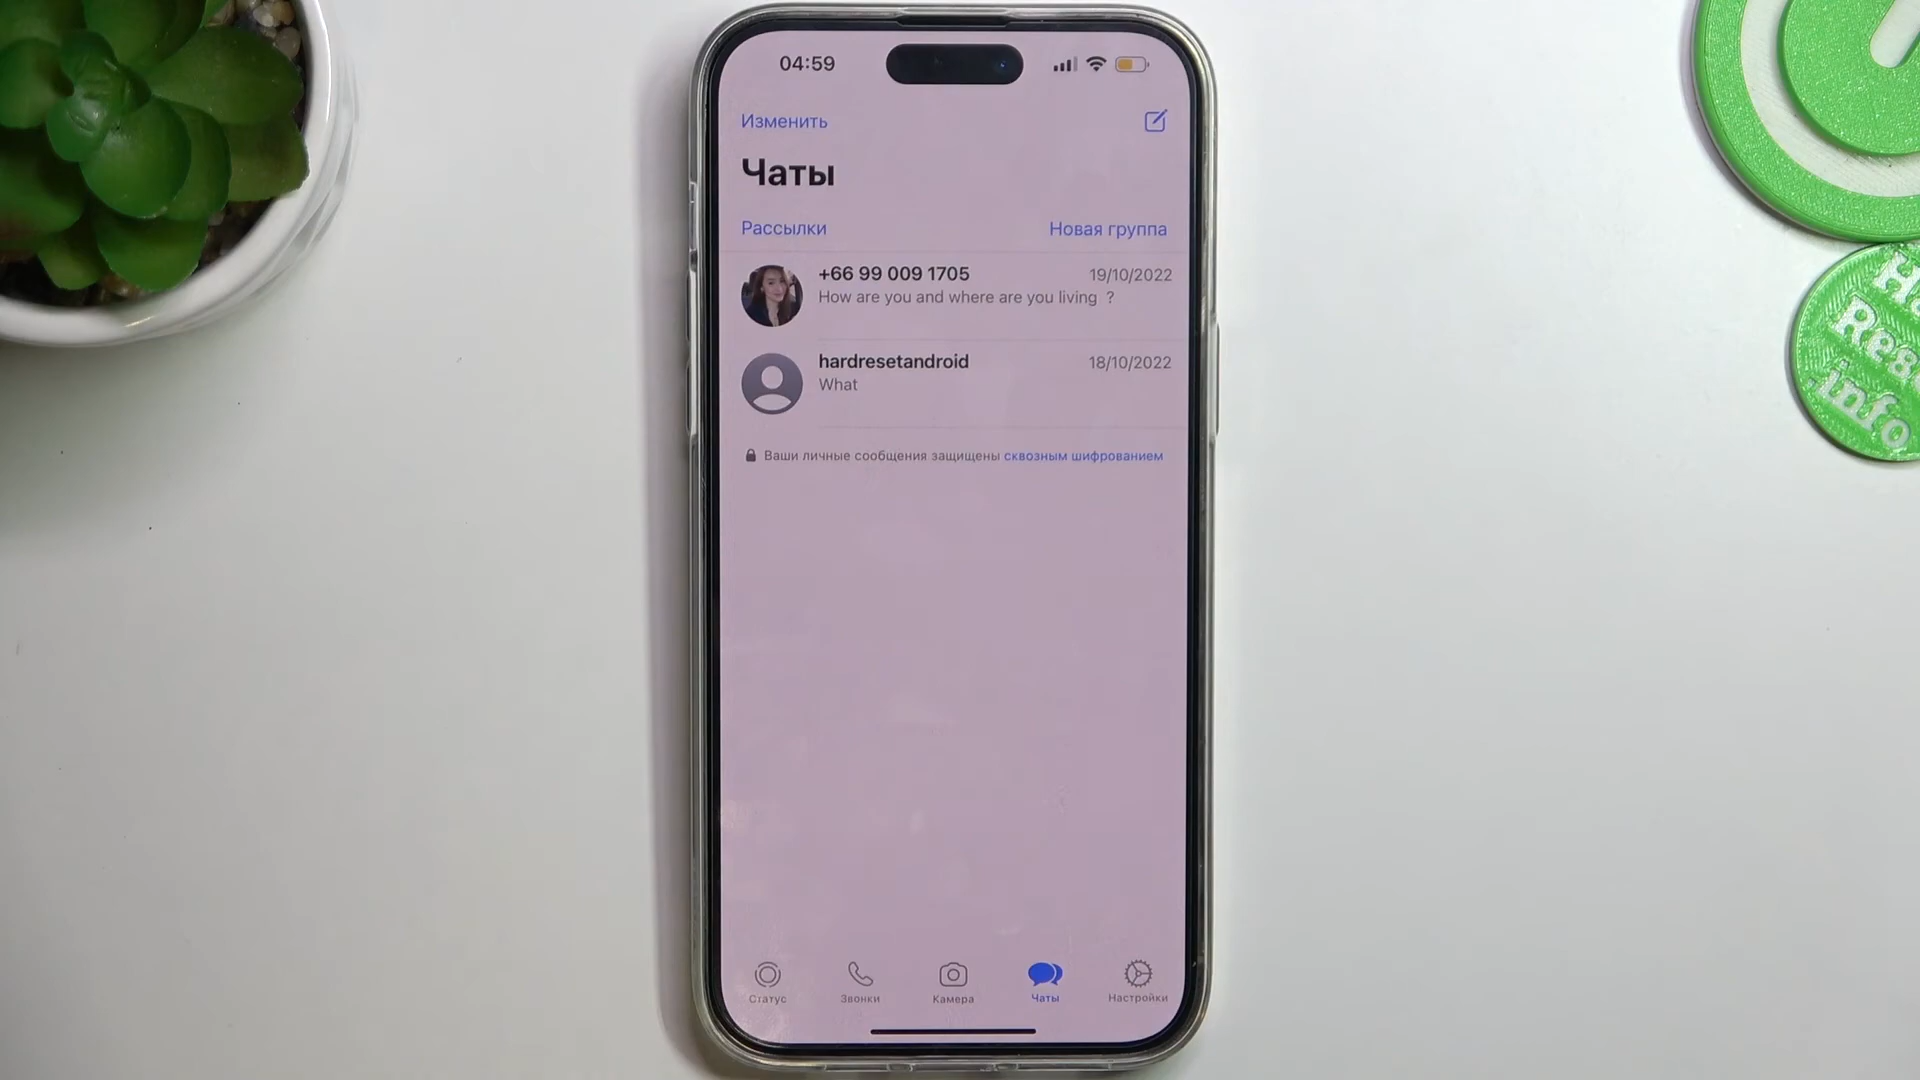 04:59
Изменить
Чаты
Рассылки
Новая группа
+66 99 009 1705
19/10/2022
How are you and where are you living ?
hardresetandroid
18/10/2022
What
Ваши личные сообщения защищены сквозным шифрованием
Статус
Звонки
Камера
Чаты
Настройки
.info